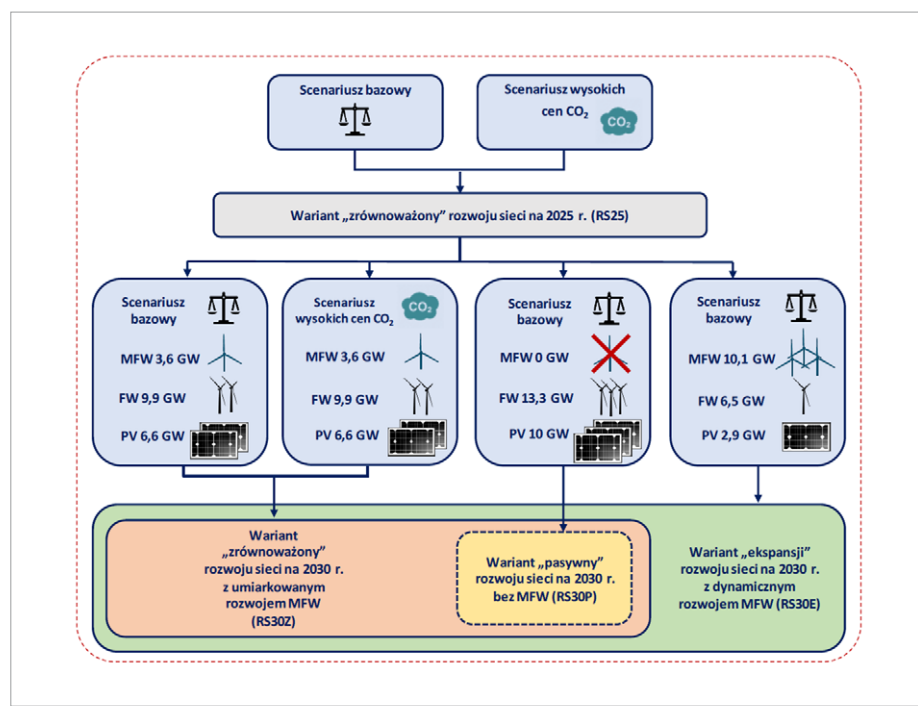 Scenariusz bazowy
Scenariusz wysokich
cen CO₂
CO₂
Wariant „zrównoważony” rozwoju sieci na 2025 r. (RS25)
Scenariusz
bazowy
MFW 3,6 GW
FW 9,9 GW
PV 6,6 GW
Scenariusz
wysokich cen CO₂
CO₂
MFW 3,6 GW
FW 9,9 GW
PV 6,6 GW
Scenariusz
bazowy
MFW 0 GW
FW 13,3 GW
PV 10 GW
Scenariusz
bazowy
MFW 10,1 GW
FW 6,5 GW
PV 2,9 GW
Wariant
„zrównoważony”
rozwoju sieci na 2030 r.
z umiarkowanym
rozwojem MFW
(RS30Z)
Wariant „pasywny”
rozwoju sieci na 2030 r.
bez MFW (RS30P)
Wariant „ekspansji”
rozwoju sieci na 2030 r.
z dynamicznym
rozwojem MFW (RS30E)